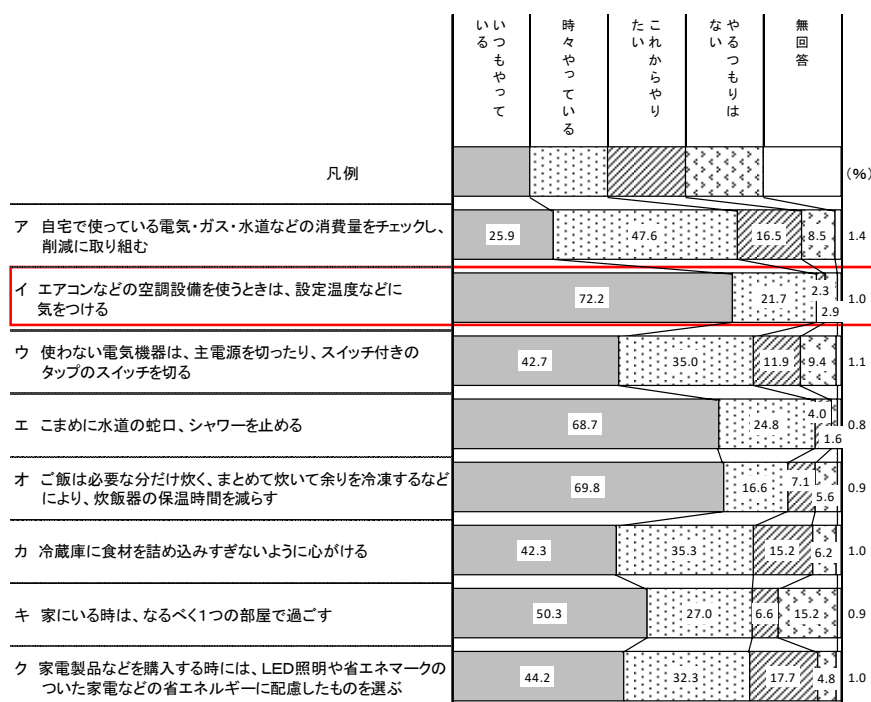 いつもやって
いる
時々やっている
これからやり
たい
やるつもりは
ない
無回答
凡例
(%)
ア 自宅で使っている電気・ガス・水道などの消費量をチェックし、
削減に取り組む
25.9 47.6 16.5 8.5 1.4
イ エアコンなどの空調設備を使うときは、設定温度などに
気をつける
72.2 21.7 2.3 2.9 1.0
ウ 使わない電気機器は、主電源を切ったり、スイッチ付きの
タップのスイッチを切る
42.7 35.0 11.9 9.4 1.1
エ こまめに水道の蛇口、シャワーを止める
68.7 24.8 4.0 1.6 0.8
オ ご飯は必要な分だけ炊く、まとめて炊いて余りを冷凍するなど
により、炊飯器の保温時間を減らす
69.8 16.6 7.1 5.6 0.9
カ 冷蔵庫に食材を詰め込みすぎないように心がける
42.3 35.3 15.2 6.2 1.0
キ 家にいる時は、なるべく1つの部屋で過ごす
50.3 27.0 6.6 15.2 0.9
ク 家電製品などを購入する時には、LED照明や省エネマークの
ついた家電などの省エネルギーに配慮したものを選ぶ
44.2 32.3 17.7 4.8 1.0